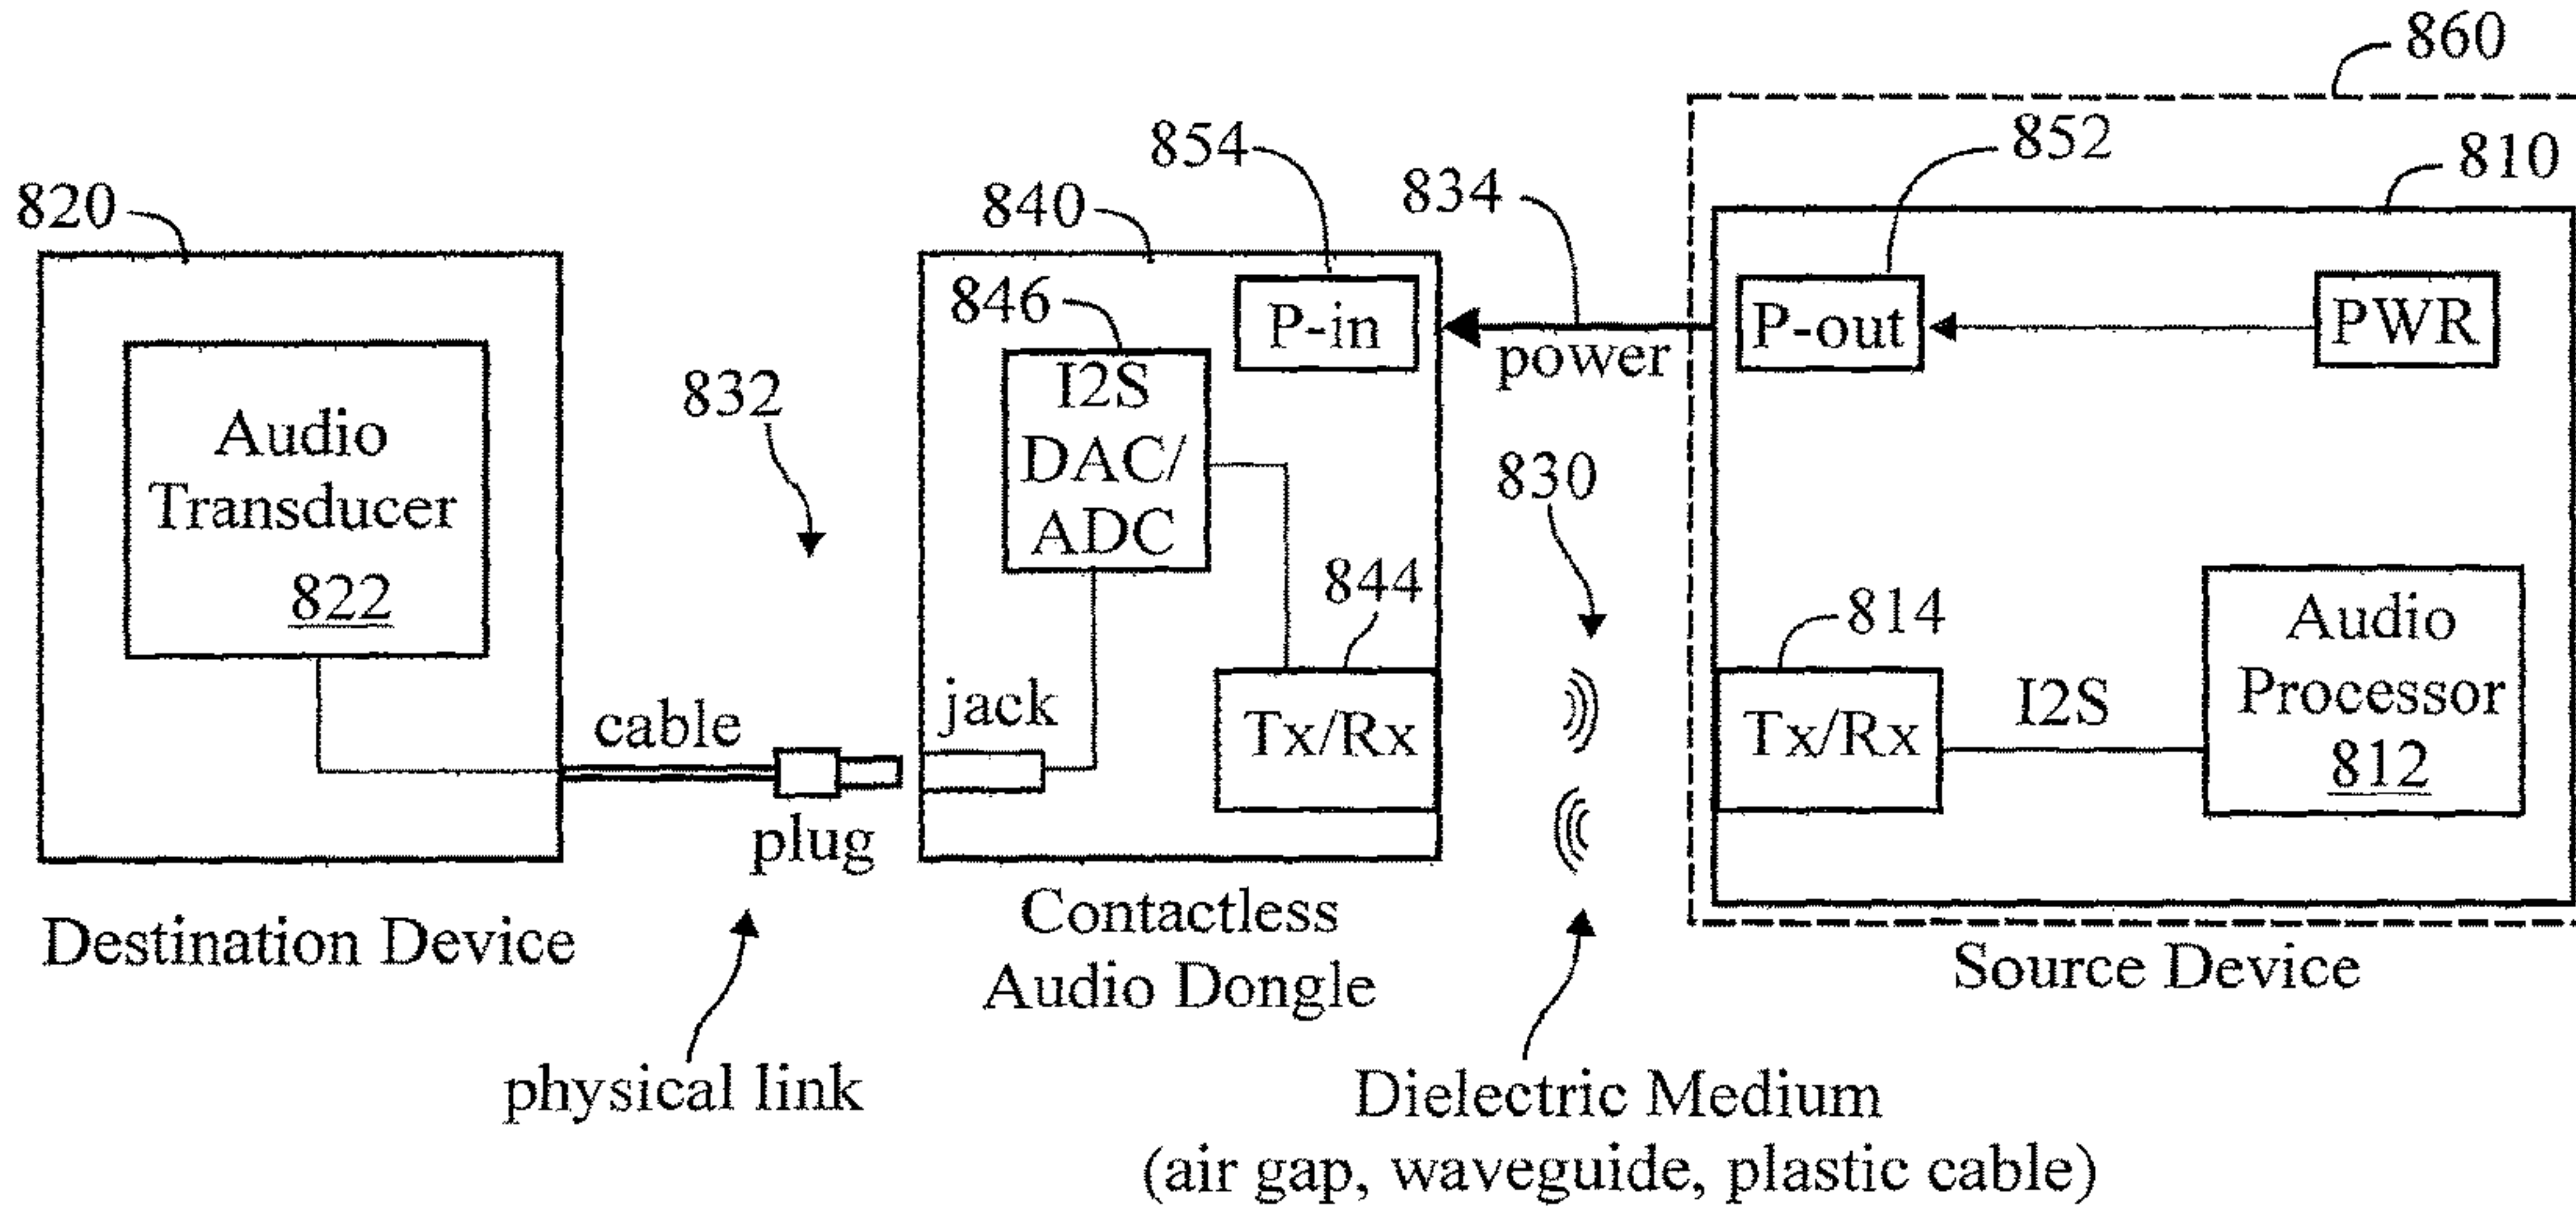 860
852
810
854
834
840
820
846
P-in
P-out
PWR
power
I2S
DAC/
ADC
832
Audio
Transducer
822
830
844
814
Audio
Processor
812
I2S
jack
cable
Tx/Rx
Tx/Rx
plug
Contactless
Audio Dongle
Destination Device
Source Device
physical link
Dielectric Medium
(air gap, waveguide, plastic cable)